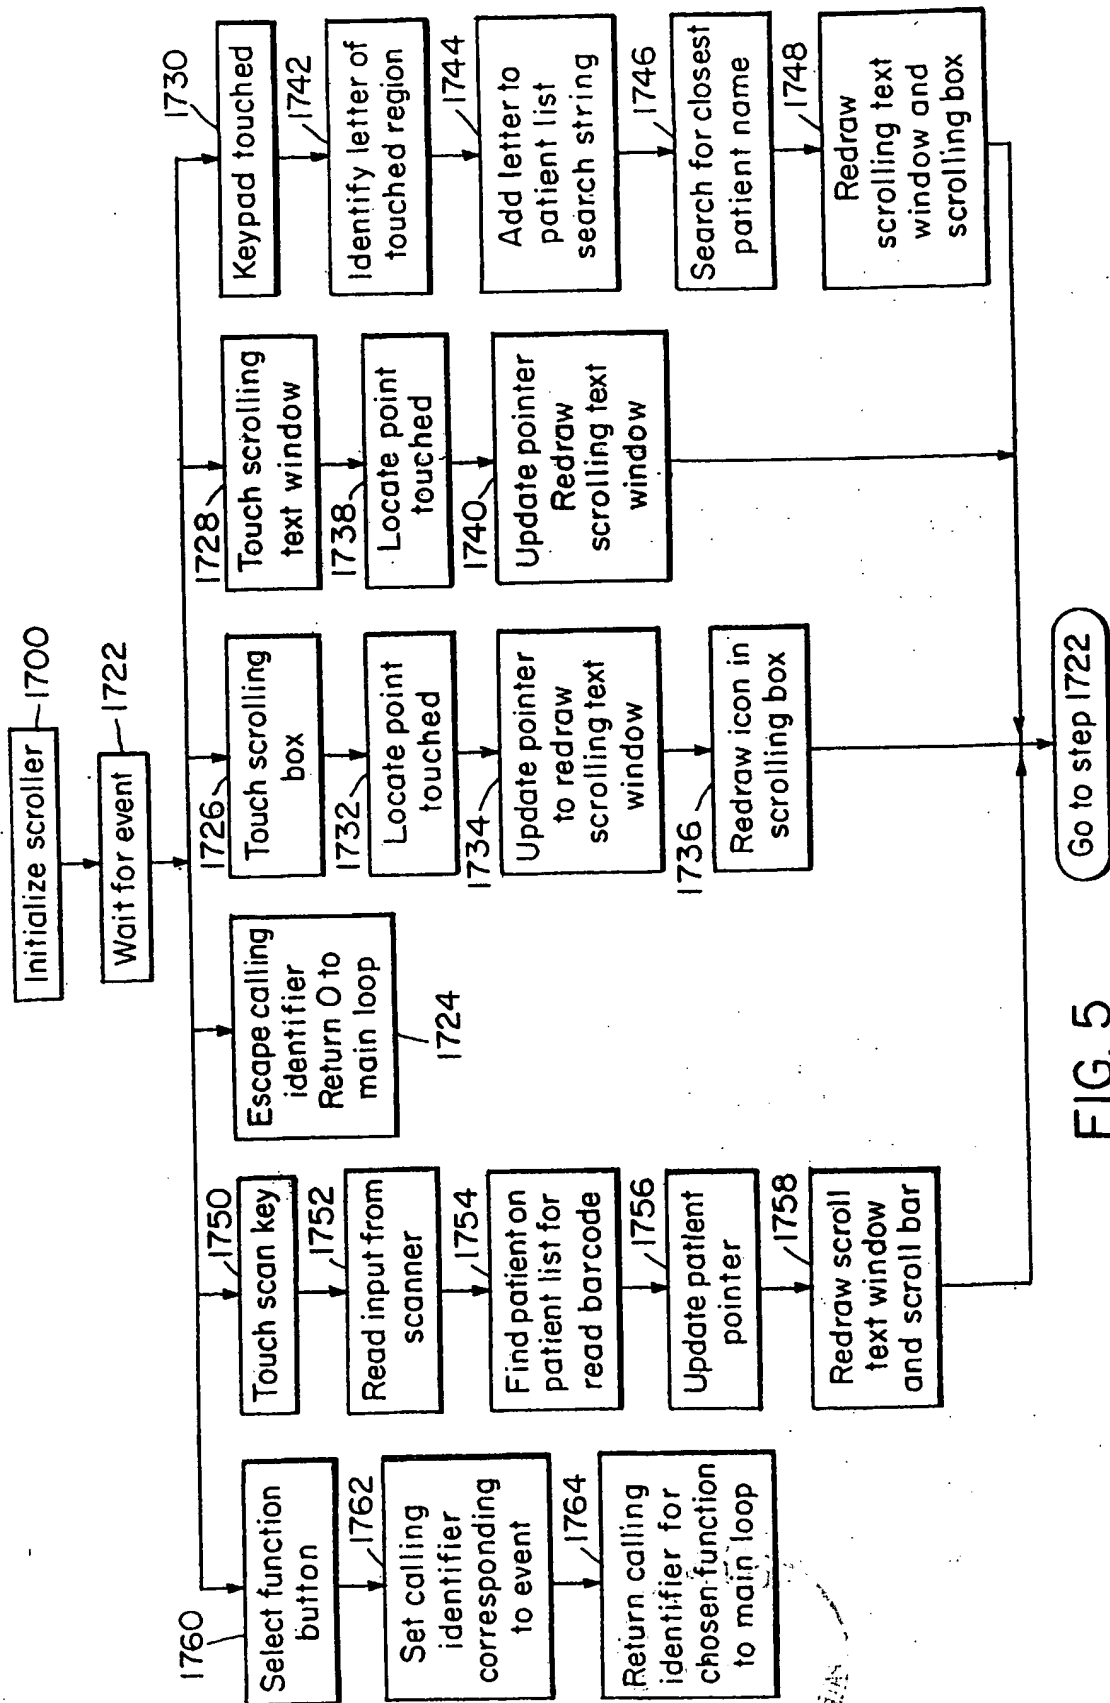 Initialize scroller
1700
Wait for event
1722
1760
Select function
button
1762
Set calling
identifier
corresponding
to event
1764
Return calling
identifier for
chosen function
to main loop
1750
Touch scan key
1752
Read input from
scanner
1754
Find patient on
patient list for
read barcode
1756
Update patient
pointer
1758
Redraw scroll
text window
and scroll bar
Escape calling
identifier
Return 0 to
main loop
1724
1726
Touch scrolling
box
1732
Locate point
touched
1734
Update pointer
to redraw
scrolling text
window
1736
Redraw icon in
scrolling box
1728
Touch scrolling
text window
1738
Locate point
touched
1740
Update pointer
Redraw
scrolling text
window
1730
Keypad touched
1742
Identify letter of
touched region
1744
Add letter to
patient list
search string
1746
Search for closest
patient name
1748
Redraw
scrolling text
window and
scrolling box
Go to step 1722
FIG. 5